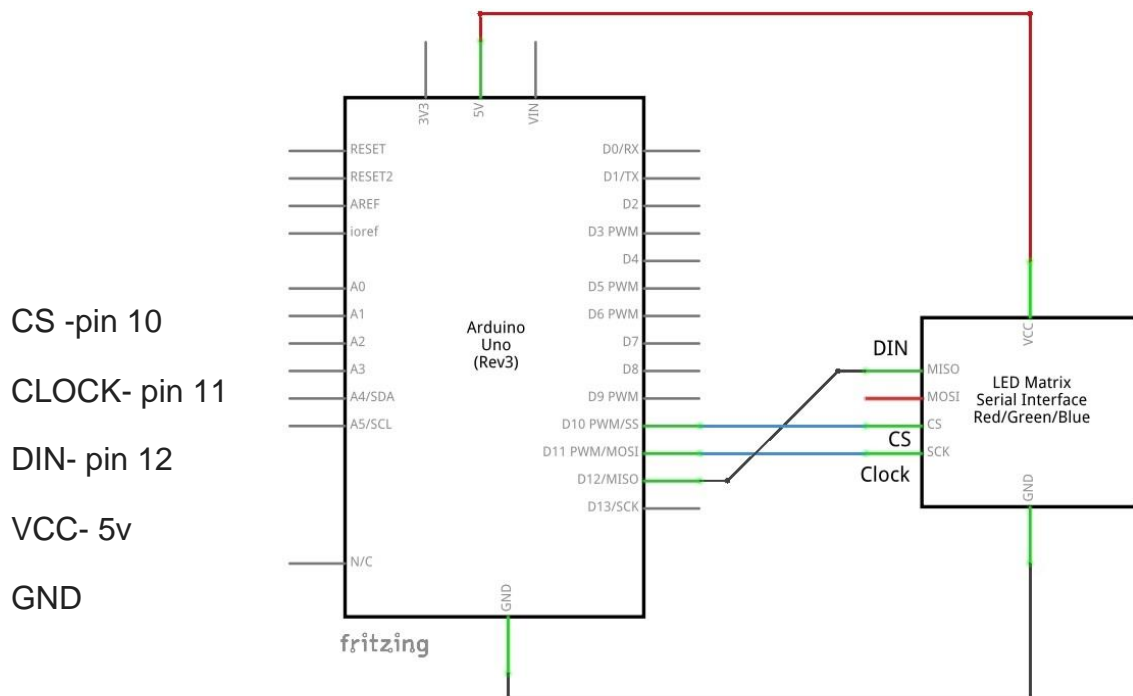 3V3
5V
VIN
RESET
RESET2
AREF
ioref
A0
A1
A2
A3
A4/SDA
A5/SCL
N/C
Arduino
Uno
(Rev3)
D0/RX
D1/TX
D2
D3 PWM
D4
D5 PWM
D6 PWM
D7
D8
D9 PWM
D10 PWM/SS
D11 PWM/MOSI
D12/MISO
D13/SCK
GND
fritzing
DIN
CS
Clock
VCC
MISO
MOSI
CS
SCK
LED Matrix
Serial Interface
Red/Green/Blue
GND
CS -pin 10
CLOCK- pin 11
DIN- pin 12
VCC- 5v
GND